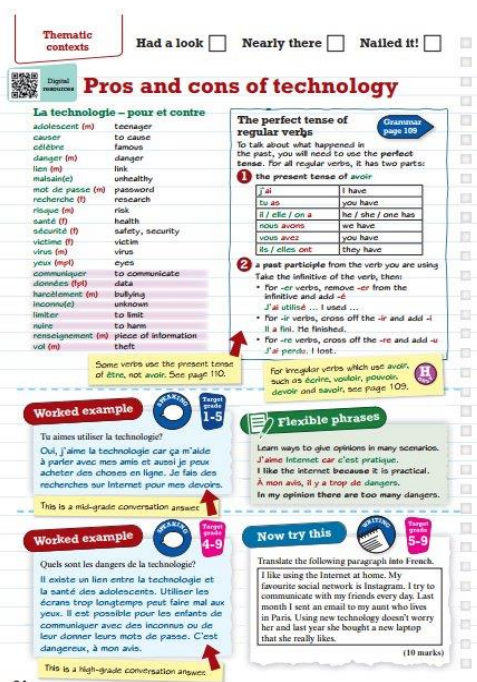 Thematic
contexts
Had a look
Nearly there
Nailed it!
Digital
resources
Pros and cons of technology
La technologie – pour et contre
adolescent (m) teenager
causer to cause
célèbre famous
danger (m) danger
lien (m) link
malsain(e) unhealthy
mot de passe (m) password
recherche (f) research
risque (m) risk
santé (f) health
sécurité (f) safety, security
victime (f) victim
virus (m) virus
yeux (mpl) eyes
communiquer to communicate
données (fpl) data
harcèlement (m) bullying
inconnu(e) unknown
limiter to limit
nuire to harm
renseignement (m) piece of information
vol (m) theft
Some verbs use the present tense
of être, not avoir. See page 110.
The perfect tense of
regular verbs
Grammar
page 109
To talk about what happened in
the past, you will need to use the perfect
tense. For all regular verbs, it has two parts:
1 the present tense of avoir
j'ai I have
tu as you have
il / elle / on a he / she / one has
nous avons we have
vous avez you have
ils / elles ont they have
2 a past participle from the verb you are using
Take the infinitive of the verb, then:
• For -er verbs, remove -er from the
infinitive and add -é
J'ai utilisé ... I used ...
• For -ir verbs, cross off the -ir and add -i
Il a fini. He finished.
• For -re verbs, cross off the -re and add -u
J'ai perdu. I lost.
For irregular verbs which use avoir,
such as écrire, vouloir, pouvoir,
devoir and savoir, see page 109.
H
Worked example
SPEAKING
Target
grade
1-5
Tu aimes utiliser la technologie?
Oui, j'aime la technologie car ça m'aide
à parler avec mes amis et aussi je peux
acheter des choses en ligne. Je fais des
recherches sur Internet pour mes devoirs.
This is a mid-grade conversation answer.
Flexible phrases
Learn ways to give opinions in many scenarios.
J'aime Internet car c'est pratique.
I like the internet because it is practical.
À mon avis, il y a trop de dangers.
In my opinion there are too many dangers.
Worked example
SPEAKING
Target
grade
4-9
Quels sont les dangers de la technologie?
Il existe un lien entre la technologie et
la santé des adolescents. Utiliser les
écrans trop longtemps peut faire mal aux
yeux. Il est possible pour les enfants de
communiquer avec des inconnus ou de
leur donner leurs mots de passe. C'est
dangereux, à mon avis.
This is a high-grade conversation answer.
Now try this
WRITING
Target
grade
5-9
Translate the following paragraph into French.
I like using the Internet at home. My
favourite social network is Instagram. I try to
communicate with my friends every day. Last
month I sent an email to my aunt who lives
in Paris. Using new technology doesn't worry
her and last year she bought a new laptop
that she really likes.
(10 marks)